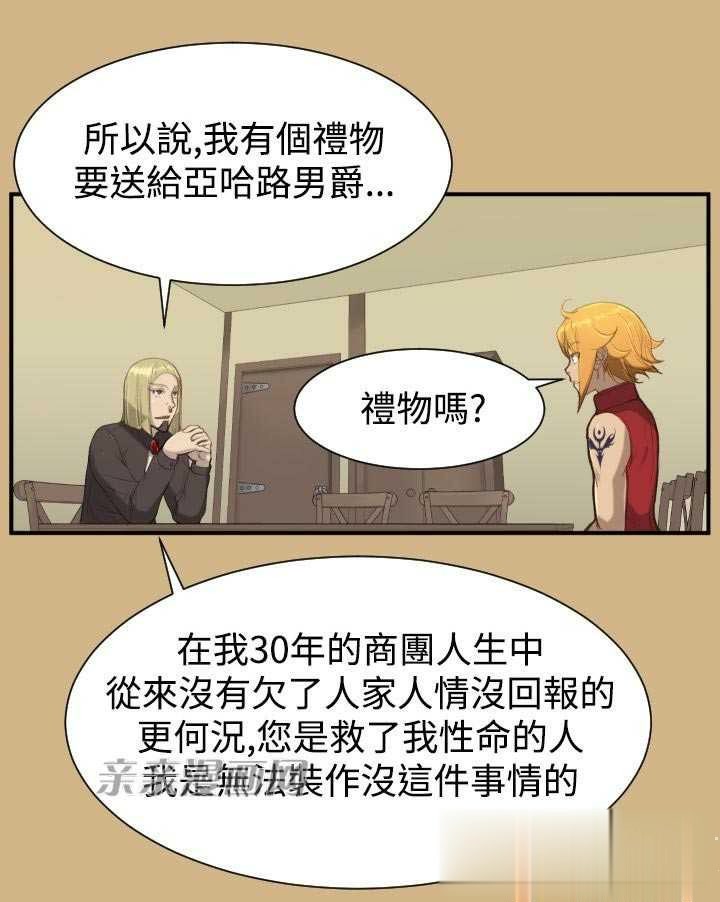 所以說,我有個禮物
要送給亞哈路男爵...
禮物嗎?
在我30年的商團人生中
從來沒有欠了人家人情沒回報的
更何況,您是救了我性命的人
我是無法裝作沒這件事情的